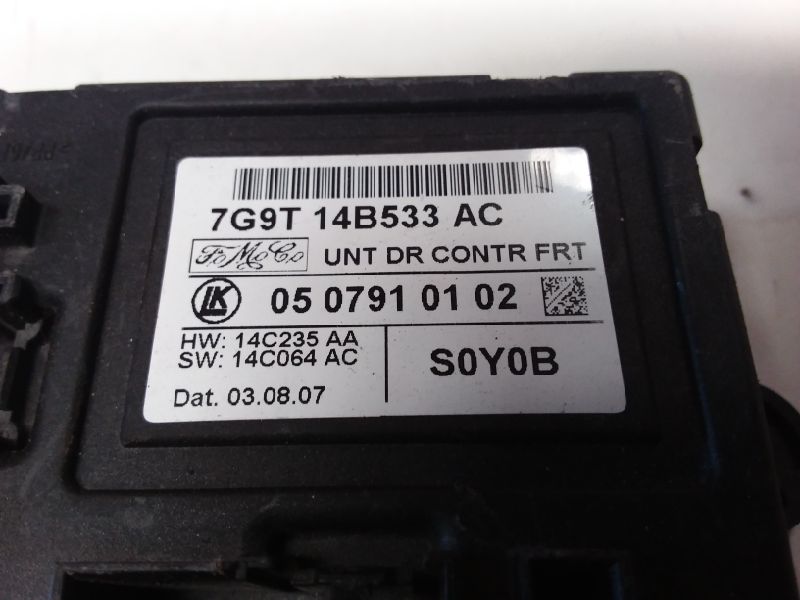 7G9T 14B533 AC
FoMoCo UNT DR CONTR FRT
LK 05 0791 01 02
HW: 14C235 AA
SW: 14C064 AC
S0Y0B
Dat. 03.08.07